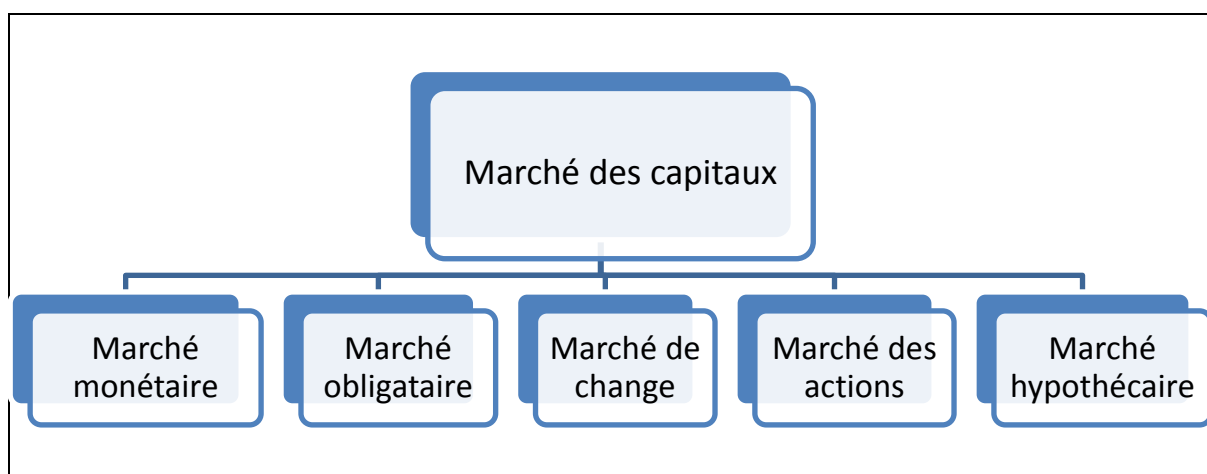 Marché des capitaux
Marché
monétaire
Marché
obligataire
Marché de
change
Marché des
actions
Marché
hypothécaire